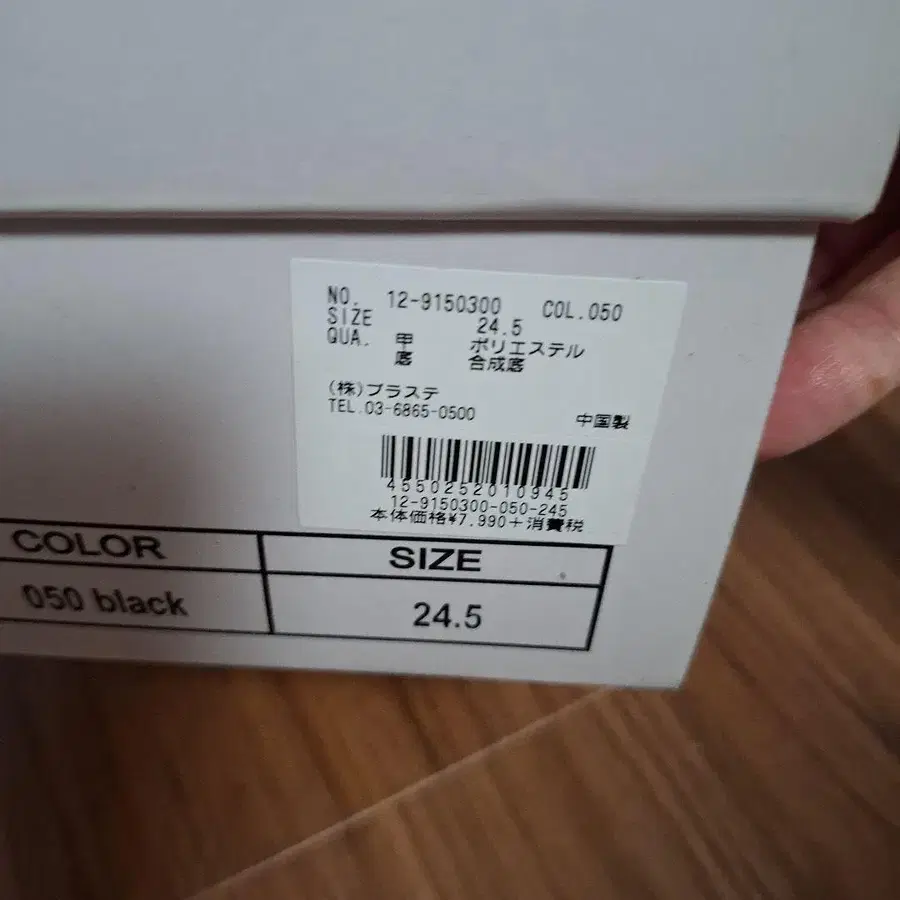 NO. 12-9150300 COL.050
SIZE 24.5
QUA. 甲 ポリエステル
底 合成底
(株)プラステ
TEL.03-6865-0500 中国製
4550252010945
12-9150300-050-245
本体価格¥7,990+消費税
COLOR SIZE
050 black 24.5